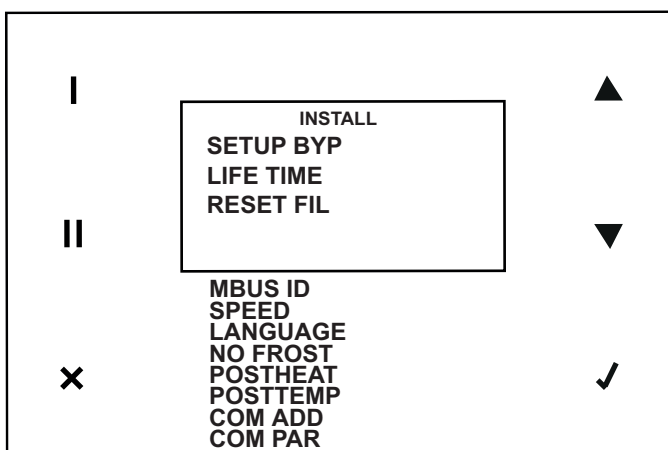 I
INSTALL
SETUP BYP
LIFE TIME
RESET FIL
II
MBUS ID
SPEED
LANGUAGE
NO FROST
POSTHEAT
POSTTEMP
COM ADD
COM PAR